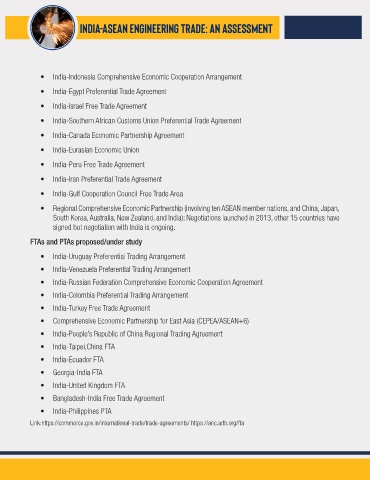 INDIA-ASEAN ENGINEERING TRADE: AN ASSESSMENT
• India-Indonesia Comprehensive Economic Cooperation Arrangement
• India-Egypt Preferential Trade Agreement
• India-Israel Free Trade Agreement
• India-Southern African Customs Union Preferential Trade Agreement
• India-Canada Economic Partnership Agreement
• India-Eurasian Economic Union
• India-Peru Free Trade Agreement
• India-Iran Preferential Trade Agreement
• India-Gulf Cooperation Council Free Trade Area
• Regional Comprehensive Economic Partnership (involving ten ASEAN member nations, and China, Japan,
South Korea, Australia, New Zealand, and India); Negotiations launched in 2013, other 15 countries have
signed but negotiation with India is ongoing.
FTAs and PTAs proposed/under study
• India-Uruguay Preferential Trading Arrangement
• India-Venezuela Preferential Trading Arrangement
• India-Russian Federation Comprehensive Economic Cooperation Agreement
• India-Colombia Preferential Trading Arrangement
• India-Turkey Free Trade Agreement
• Comprehensive Economic Partnership for East Asia (CEPEA/ASEAN+6)
• India-People's Republic of China Regional Trading Agreement
• India-Taipei,China FTA
• India-Ecuador FTA
• Georgia-India FTA
• India-United Kingdom FTA
• Bangladesh-India Free Trade Agreement
• India-Philippines PTA
Link:https://commerce.gov.in/international-trade/trade-agreements/ https://aric.adb.org/fta